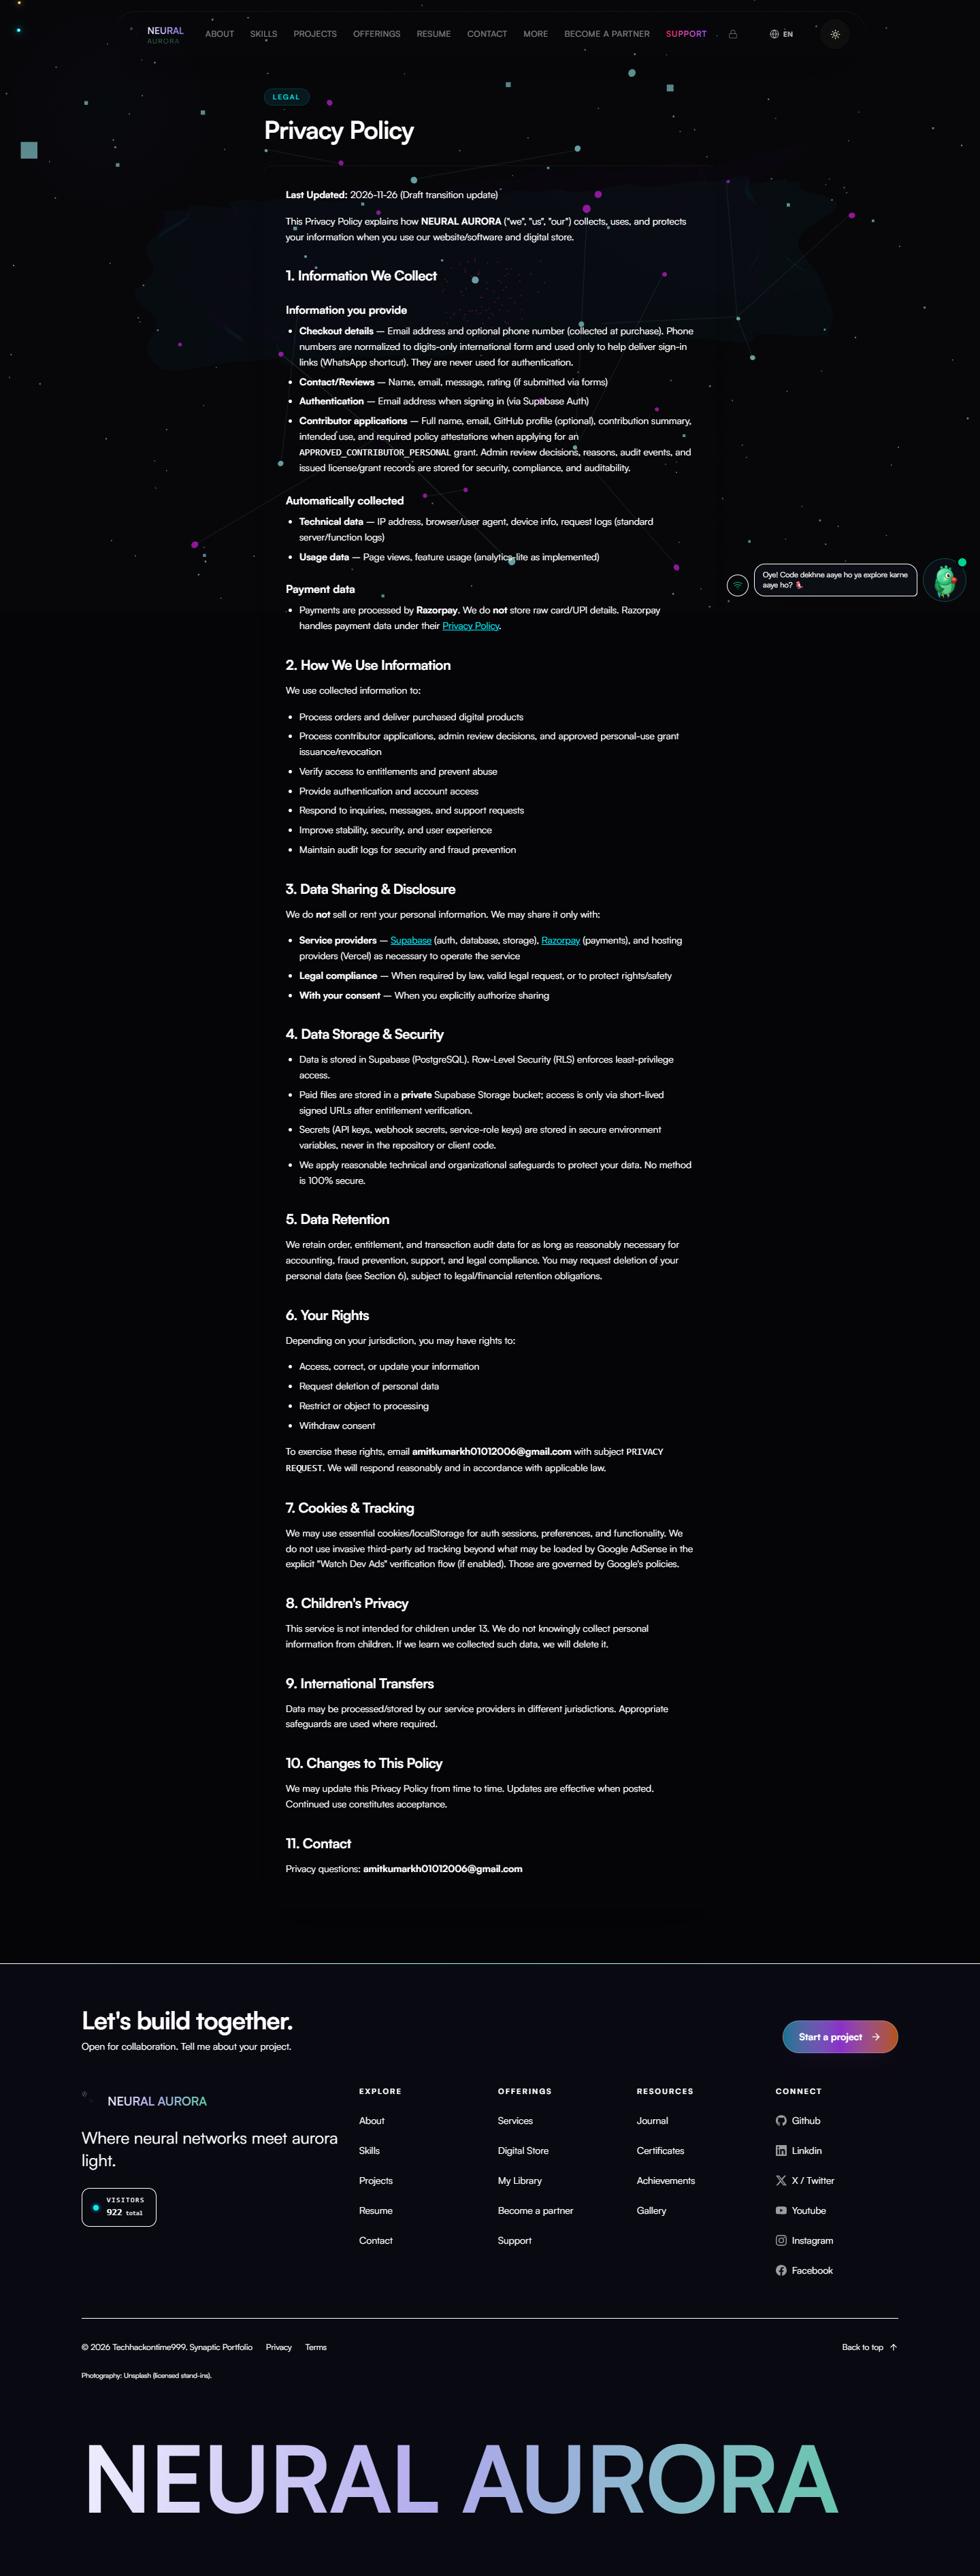 NEURAL
AURORA
ABOUT SKILLS PROJECTS OFFERINGS RESUME CONTACT MORE BECOME A PARTNER SUPPORT EN
LEGAL
Privacy Policy
Last Updated: 2026-11-26 (Draft transition update)
This Privacy Policy explains how NEURAL AURORA ("we", "us", "our") collects, uses, and protects
your information when you use our website/software and digital store.
1. Information We Collect
Information you provide
• Checkout details — Email address and optional phone number (collected at purchase). Phone
numbers are normalized to digits-only international form and used only to help deliver sign-in
links (WhatsApp shortcut). They are never used for authentication.
• Contact/Reviews — Name, email, message, rating (if submitted via forms)
• Authentication — Email address when signing in (via Supabase Auth)
• Contributor applications — Full name, email, GitHub profile (optional), contribution summary,
intended use, and required policy attestations when applying for an
APPROVED_CONTRIBUTOR_PERSONAL grant. Admin review decisions, reasons, audit events, and
issued license/grant records are stored for security, compliance, and auditability.
Automatically collected
• Technical data — IP address, browser/user agent, device info, request logs (standard
server/function logs)
• Usage data — Page views, feature usage (analytics-lite as implemented)
Oye! Code dekhne aaye ho ya explore karne
aaye ho?
Payment data
• Payments are processed by Razorpay. We do not store raw card/UPI details. Razorpay
handles payment data under their Privacy Policy.
2. How We Use Information
We use collected information to:
• Process orders and deliver purchased digital products
• Process contributor applications, admin review decisions, and approved personal-use grant
issuance/revocation
• Verify access to entitlements and prevent abuse
• Provide authentication and account access
• Respond to inquiries, messages, and support requests
• Improve stability, security, and user experience
• Maintain audit logs for security and fraud prevention
3. Data Sharing & Disclosure
We do not sell or rent your personal information. We may share it only with:
• Service providers — Supabase (auth, database, storage), Razorpay (payments), and hosting
providers (Vercel) as necessary to operate the service
• Legal compliance — When required by law, valid legal request, or to protect rights/safety
• With your consent — When you explicitly authorize sharing
4. Data Storage & Security
• Data is stored in Supabase (PostgreSQL). Row-Level Security (RLS) enforces least-privilege
access.
• Paid files are stored in a private Supabase Storage bucket; access is only via short-lived
signed URLs after entitlement verification.
• Secrets (API keys, webhook secrets, service-role keys) are stored in secure environment
variables, never in the repository or client code.
• We apply reasonable technical and organizational safeguards to protect your data. No method
is 100% secure.
5. Data Retention
We retain order, entitlement, and transaction audit data for as long as reasonably necessary for
accounting, fraud prevention, support, and legal compliance. You may request deletion of your
personal data (see Section 6), subject to legal/financial retention obligations.
6. Your Rights
Depending on your jurisdiction, you may have rights to:
• Access, correct, or update your information
• Request deletion of personal data
• Restrict or object to processing
• Withdraw consent
To exercise these rights, email amitkumarkh01012006@gmail.com with subject PRIVACY
REQUEST. We will respond reasonably and in accordance with applicable law.
7. Cookies & Tracking
We may use essential cookies/localStorage for auth sessions, preferences, and functionality. We
do not use invasive third-party ad tracking beyond what may be loaded by Google AdSense in the
explicit "Watch Dev Ads" verification flow (if enabled). Those are governed by Google's policies.
8. Children's Privacy
This service is not intended for children under 13. We do not knowingly collect personal
information from children. If we learn we collected such data, we will delete it.
9. International Transfers
Data may be processed/stored by our service providers in different jurisdictions. Appropriate
safeguards are used where required.
10. Changes to This Policy
We may update this Privacy Policy from time to time. Updates are effective when posted.
Continued use constitutes acceptance.
11. Contact
Privacy questions: amitkumarkh01012006@gmail.com
Let's build together.
Open for collaboration. Tell me about your project.
Start a project →
NEURAL AURORA
Where neural networks meet aurora
light.
VISITORS
922 total
EXPLORE
About
Skills
Projects
Resume
Contact
OFFERINGS
Services
Digital Store
My Library
Become a partner
Support
RESOURCES
Journal
Certificates
Achievements
Gallery
CONNECT
Github
Linkdin
X / Twitter
Youtube
Instagram
Facebook
© 2026 Techhackontime999. Synaptic Portfolio Privacy Terms
Back to top ↑
Photography: Unsplash (licensed stand-ins).
NEURAL AURORA